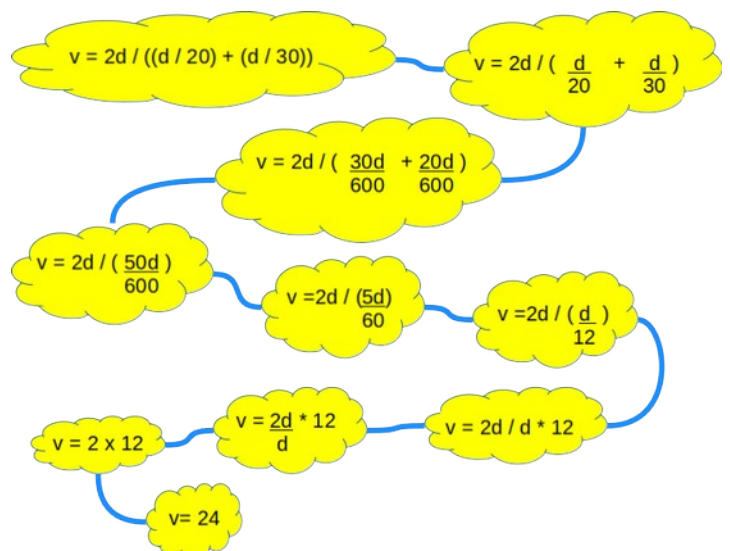 v = 2d / ((d / 20) + (d / 30))
v = 2d / ( d + d )
20 30
v = 2d / ( 30d + 20d )
600 600
v = 2d / ( 50d )
600
v =2d / (5d)
60
v =2d / ( d )
12
v = 2d / d * 12
v = 2d * 12
d
v = 2 x 12
v= 24